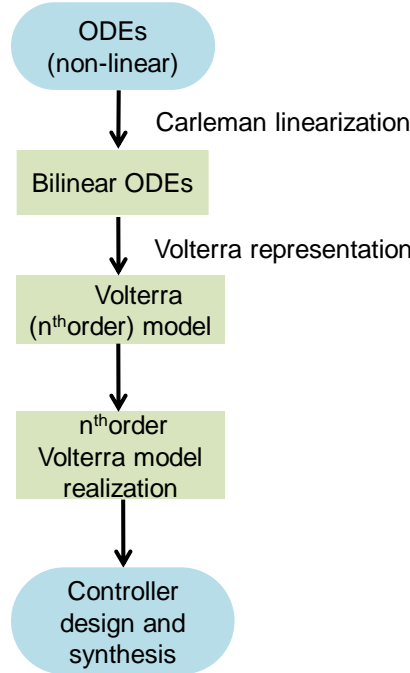 ODEs
(non-linear)
Carleman linearization
Bilinear ODEs
Volterra representation
Volterra
(nthorder) model
nthorder
Volterra model
realization
Controller
design and
synthesis